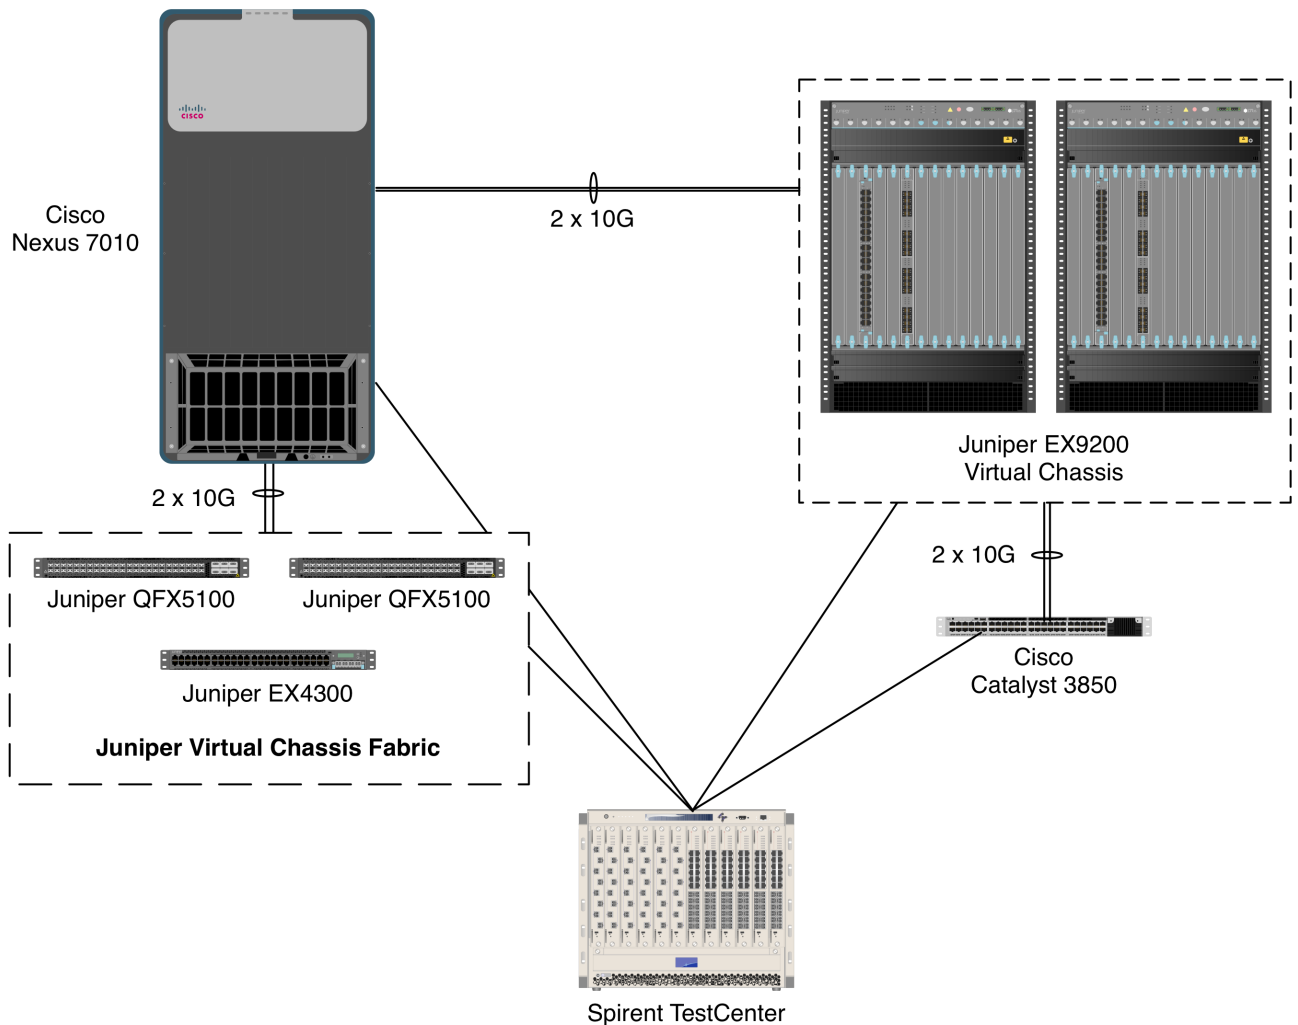 CISCO
Cisco
Nexus 7010
2 x 10G
Juniper EX9200
Virtual Chassis
2 x 10G
2 x 10G
Juniper QFX5100
Juniper QFX5100
Juniper EX4300
Juniper Virtual Chassis Fabric
Cisco
Catalyst 3850
Spirent TestCenter